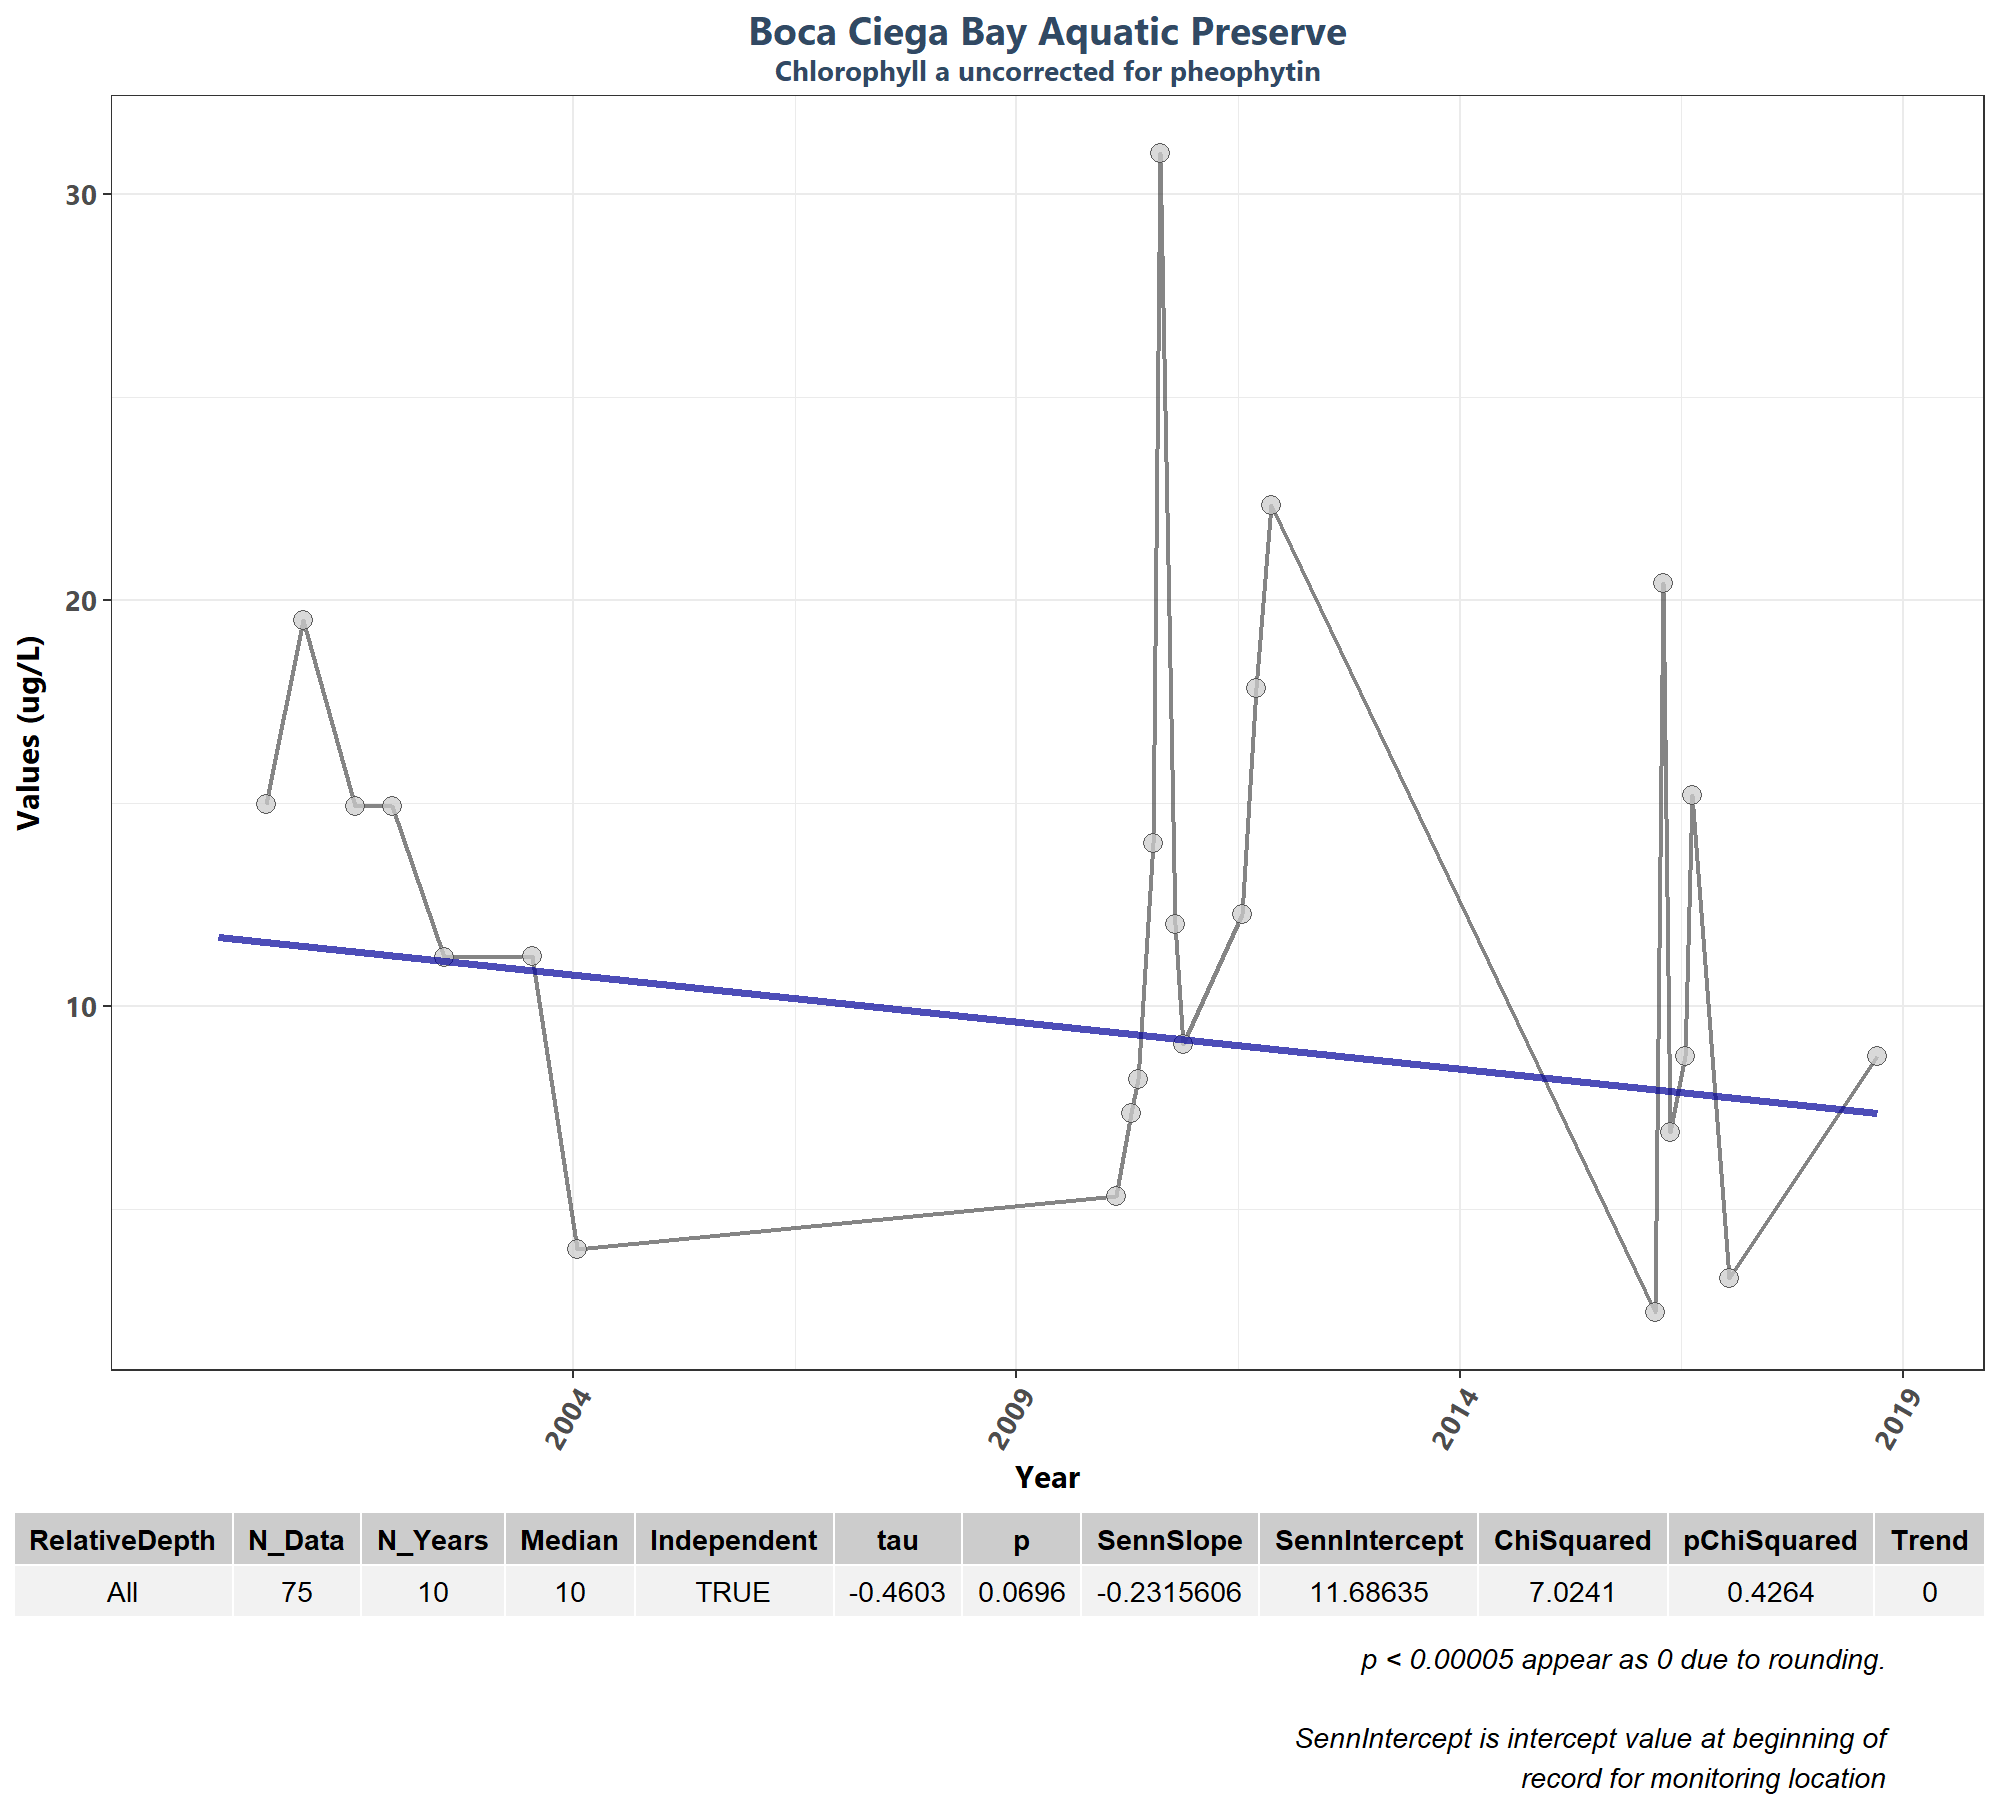 Boca Ciega Bay Aquatic Preserve
Chlorophyll a uncorrected for pheophytin
30
20
10
Values (ug/L)
2004 2009 2014 2019
Year
RelativeDepth N_Data N_Years Median Independent tau p SennSlope SennIntercept ChiSquared pChiSquared Trend
All 75 10 10 TRUE -0.4603 0.0696 -0.2315606 11.68635 7.0241 0.4264 0
p < 0.00005 appear as 0 due to rounding.
SennIntercept is intercept value at beginning of
record for monitoring location